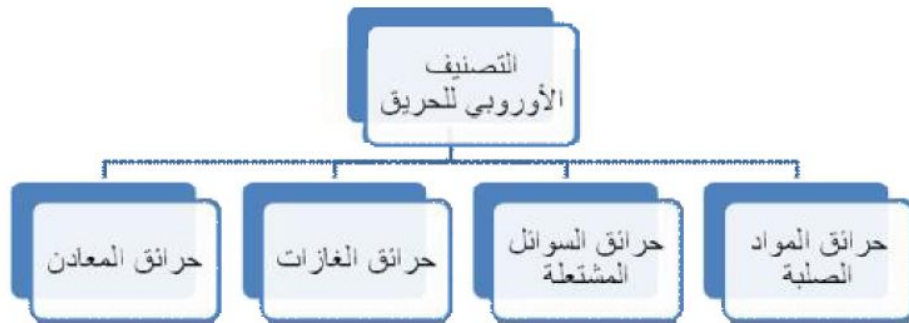 التصنيف
الأوروبي للحريق
حرائق المواد
الصلبة
حرائق السوائل
المشتعلة
حرائق الغازات
حرائق المعادن